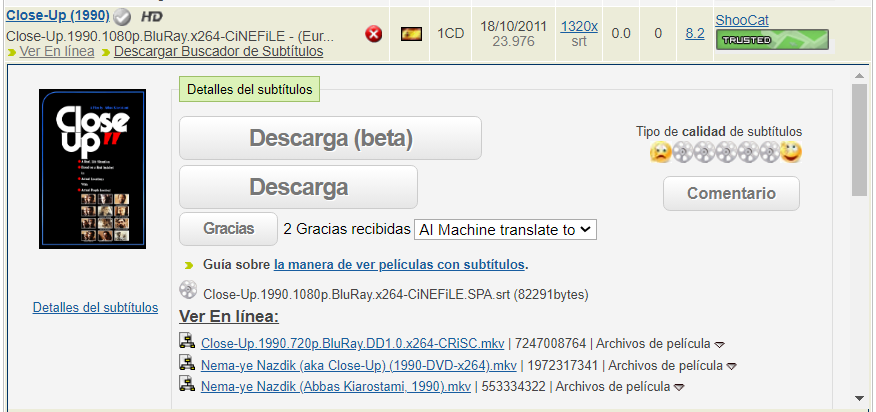 Close-Up (1990) HD
Close-Up.1990.1080p.BluRay.x264-CiNEFiLE - (Eur...
Ver En línea Descargar Buscador de Subtítulos
1CD
18/10/2011
23.976
1320x
srt
0.0
0
8.2
ShooCat
TRUSTED
Detalles del subtítulos
Close
Up
Descarga (beta)
Descarga
Tipo de calidad de subtítulos
Comentario
Gracias 2 Gracias recibidas AI Machine translate to
Guía sobre la manera de ver películas con subtítulos.
Close-Up.1990.1080p.BluRay.x264-CiNEFiLE.SPA.srt (82291bytes)
Detalles del subtítulos
Ver En línea:
Close-Up.1990.720p.BluRay.DD1.0.x264-CRiSC.mkv | 7247008764 | Archivos de película
Nema-ye Nazdik (aka Close-Up) (1990-DVD-x264).mkv | 1972317341 | Archivos de película
Nema-ye Nazdik (Abbas Kiarostami, 1990).mkv | 553334322 | Archivos de película